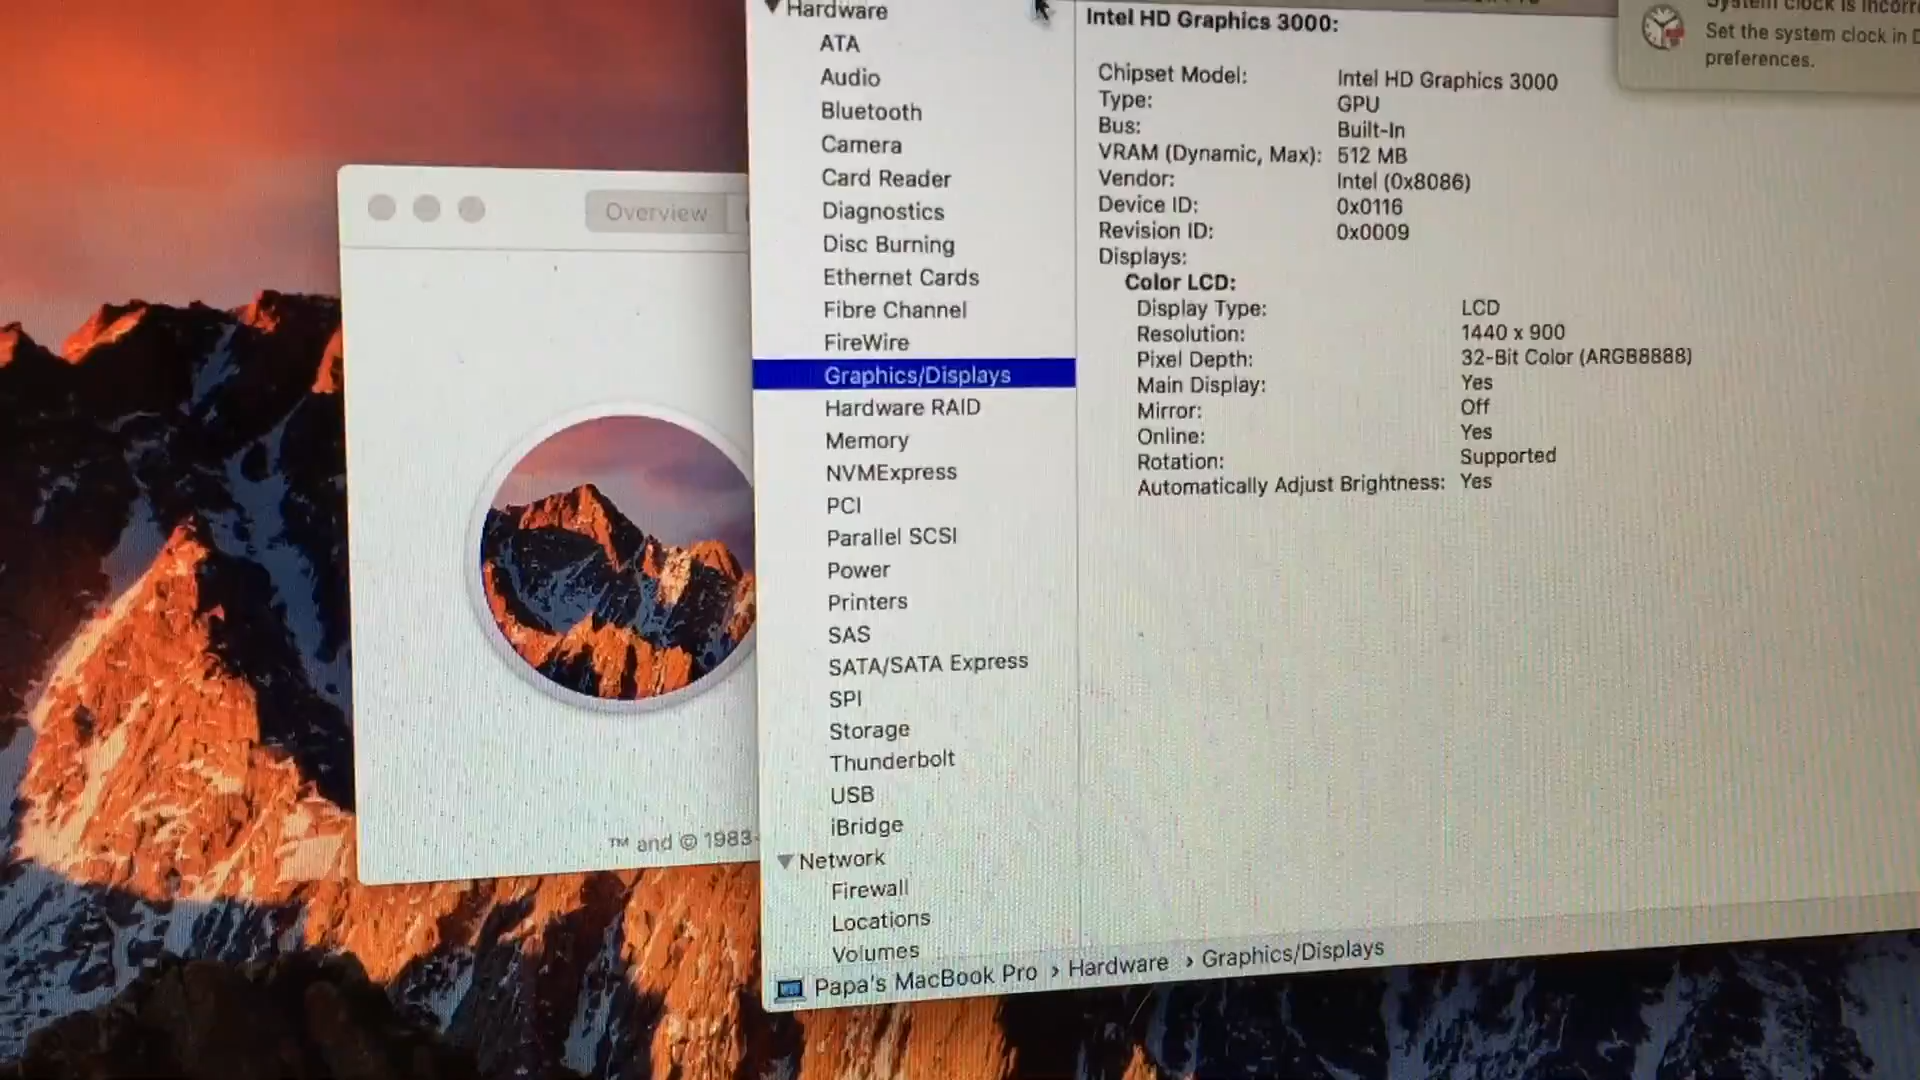 Hardware
ATA
Audio
Bluetooth
Camera
Card Reader
Diagnostics
Disc Burning
Ethernet Cards
Fibre Channel
FireWire
Graphics/Displays
Hardware RAID
Memory
NVMExpress
PCI
Parallel SCSI
Power
Printers
SAS
SATA/SATA Express
SPI
Storage
Thunderbolt
USB
iBridge
Network
Firewall
Locations
Volumes
Intel HD Graphics 3000:
Chipset Model: Intel HD Graphics 3000
Type: GPU
Bus: Built-In
VRAM (Dynamic, Max): 512 MB
Vendor: Intel (0x8086)
Device ID: 0x0116
Revision ID: 0x0009
Displays:
Color LCD:
Display Type: LCD
Resolution: 1440 x 900
Pixel Depth: 32-Bit Color (ARGB8888)
Main Display: Yes
Mirror: Off
Online: Yes
Rotation: Supported
Automatically Adjust Brightness: Yes
Papa's MacBook Pro › Hardware › Graphics/Displays
System clock is incorre
Set the system clock in D
preferences.
Overview
™ and © 1983-